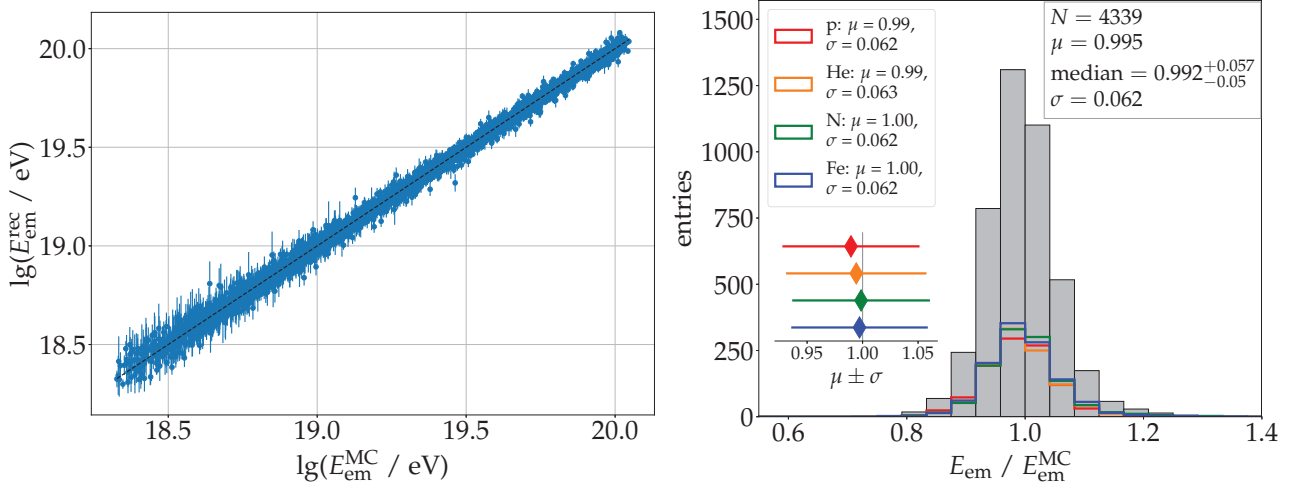 20.0
19.5
19.0
18.5
18.5 19.0 19.5 20.0
lg(E_em^rec / eV)
lg(E_em^MC / eV)
1500
1250
1000
750
500
250
0
entries
p: μ = 0.99,
σ = 0.062
He: μ = 0.99,
σ = 0.063
N: μ = 1.00,
σ = 0.062
Fe: μ = 1.00,
σ = 0.062
N = 4339
μ = 0.995
median = 0.992^{+0.057}_{-0.05}
σ = 0.062
0.95 1.00 1.05
μ ± σ
0.6 0.8 1.0 1.2 1.4
E_em / E_em^MC